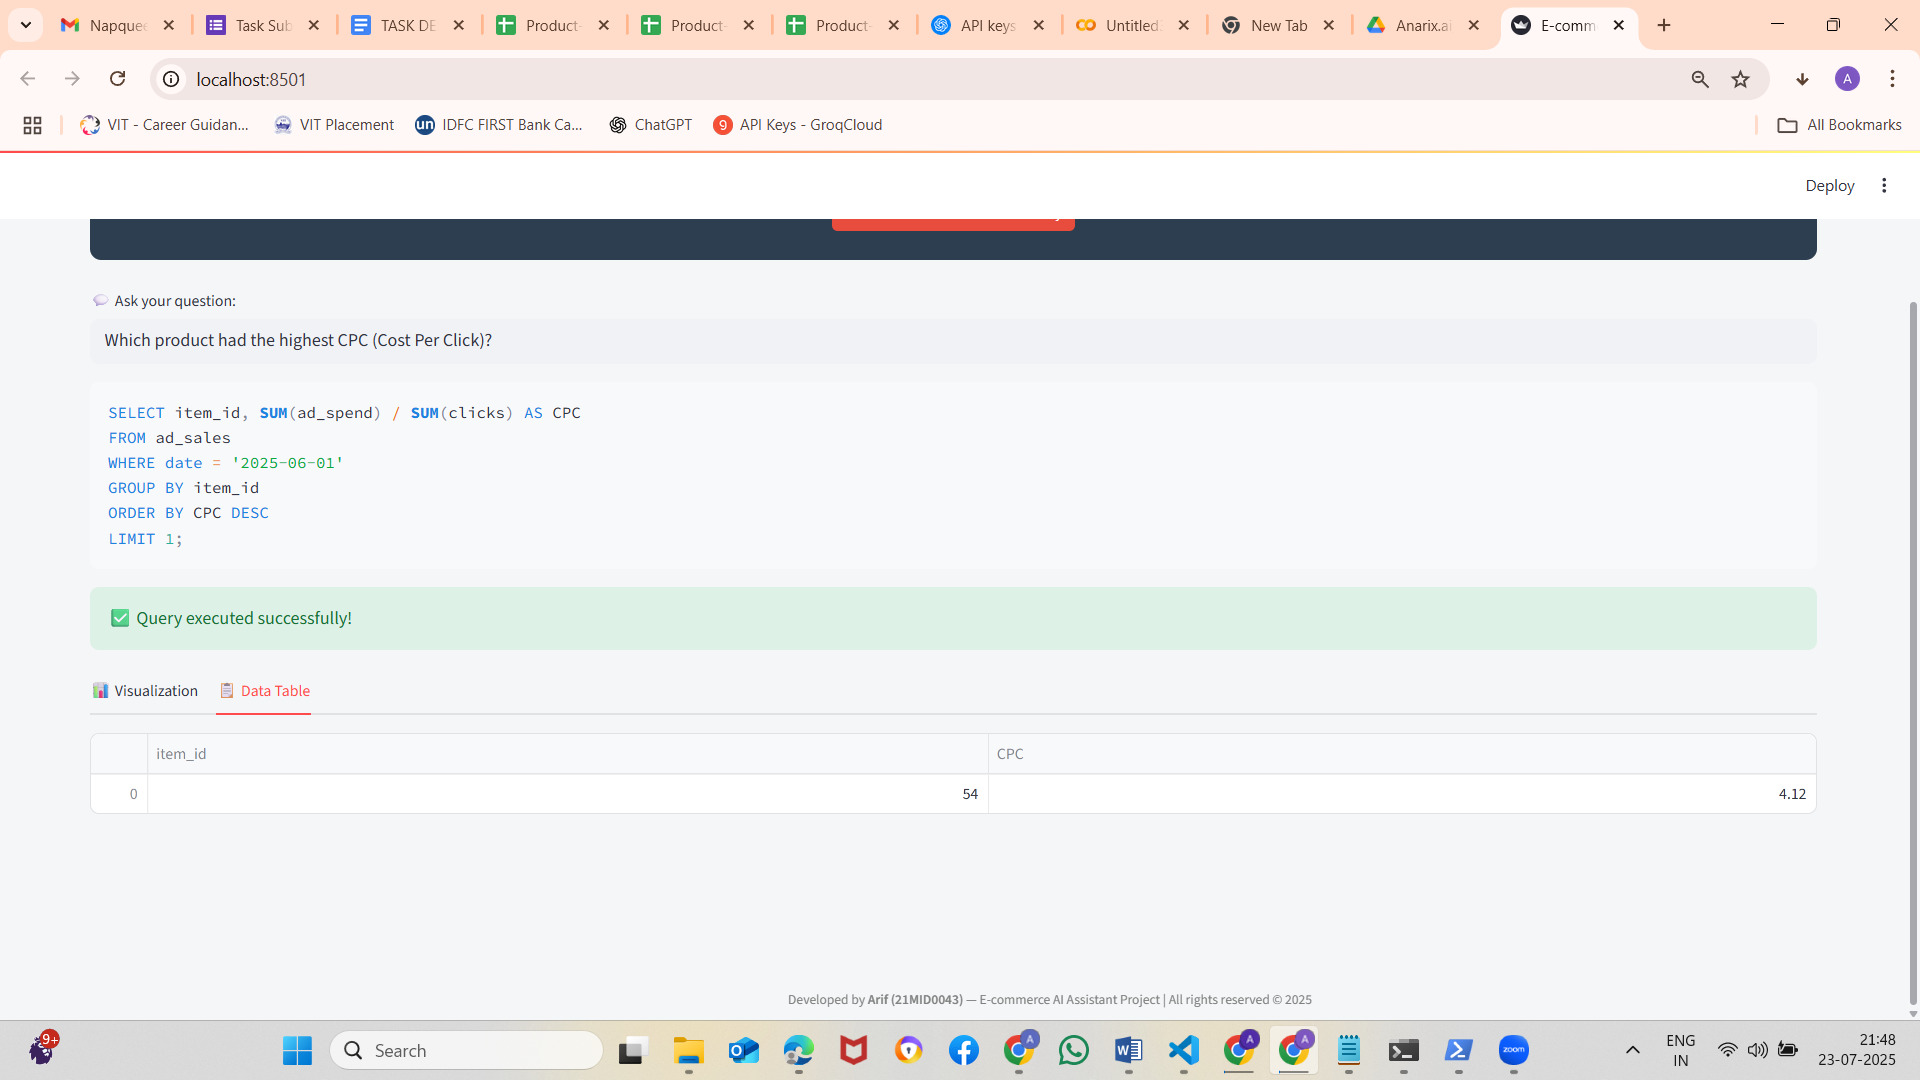 Napquee
Task Sub
TASK DE
Product-
Product-
Product-
API keys
Untitled
New Tab
Anarix.ai
E-comm
localhost:8501
A
VIT - Career Guidan...
VIT Placement
un
IDFC FIRST Bank Ca...
ChatGPT
9
API Keys - GroqCloud
All Bookmarks
Deploy
Ask your question:
Which product had the highest CPC (Cost Per Click)?
SELECT item_id, SUM(ad_spend) / SUM(clicks) AS CPC
FROM ad_sales
WHERE date = '2025-06-01'
GROUP BY item_id
ORDER BY CPC DESC
LIMIT 1;
Query executed successfully!
Visualization
Data Table
item_id CPC
0 54 4.12
Developed by Arif (21MID0043) — E-commerce AI Assistant Project | All rights reserved © 2025
9+
Search
A
A
A
zoom
ENG
IN
21:48
23-07-2025